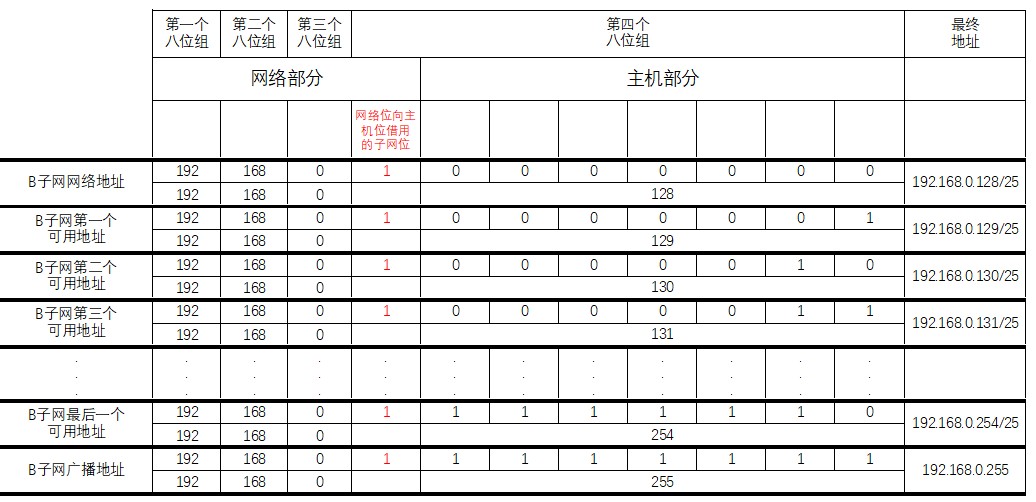 第一个 第二个 第三个 第四个 最终
八位组 八位组 八位组 八位组 地址
网络部分 主机部分
网络位向主
机位借用
的子网位
B子网网络地址 192 168 0 1 0 0 0 0 0 0 0 192.168.0.128/25
192 168 0 128
B子网第一个 192 168 0 1 0 0 0 0 0 0 1 192.168.0.129/25
可用地址 192 168 0 129
B子网第二个 192 168 0 1 0 0 0 0 0 1 0 192.168.0.130/25
可用地址 192 168 0 130
B子网第三个 192 168 0 1 0 0 0 0 0 1 1 192.168.0.131/25
可用地址 192 168 0 131
. . . . . . . . . . . .
. . . . . . . . . . . .
. . . . . . . . . . . .
B子网最后一个 192 168 0 1 1 1 1 1 1 1 0 192.168.0.254/25
可用地址 192 168 0 254
B子网广播地址 192 168 0 1 1 1 1 1 1 1 1 192.168.0.255
192 168 0 255